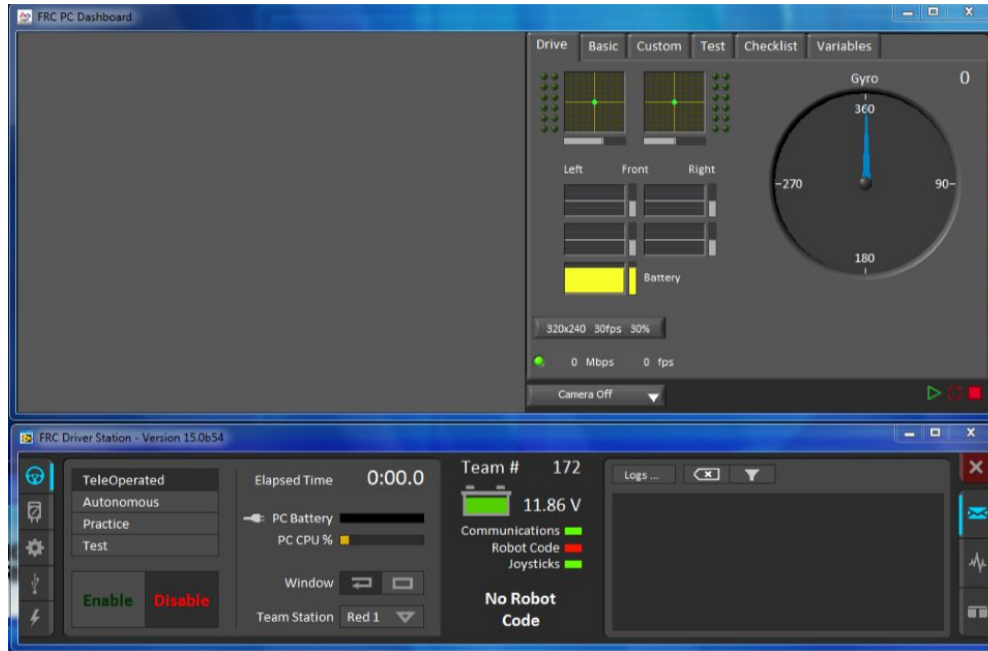 FRC PC Dashboard
Drive Basic Custom Test Checklist Variables
Gyro 0
360
-270
90-
180
Left Front Right
Battery
320x240 30fps 30%
0 Mbps 0 fps
Camera Off
FRC Driver Station - Version 15.0b54
TeleOperated
Autonomous
Practice
Test
Enable Disable
Elapsed Time 0:00.0
PC Battery
PC CPU %
Window
Team Station Red 1
Team # 172
11.86 V
Communications
Robot Code
Joysticks
No Robot
Code
Logs ...